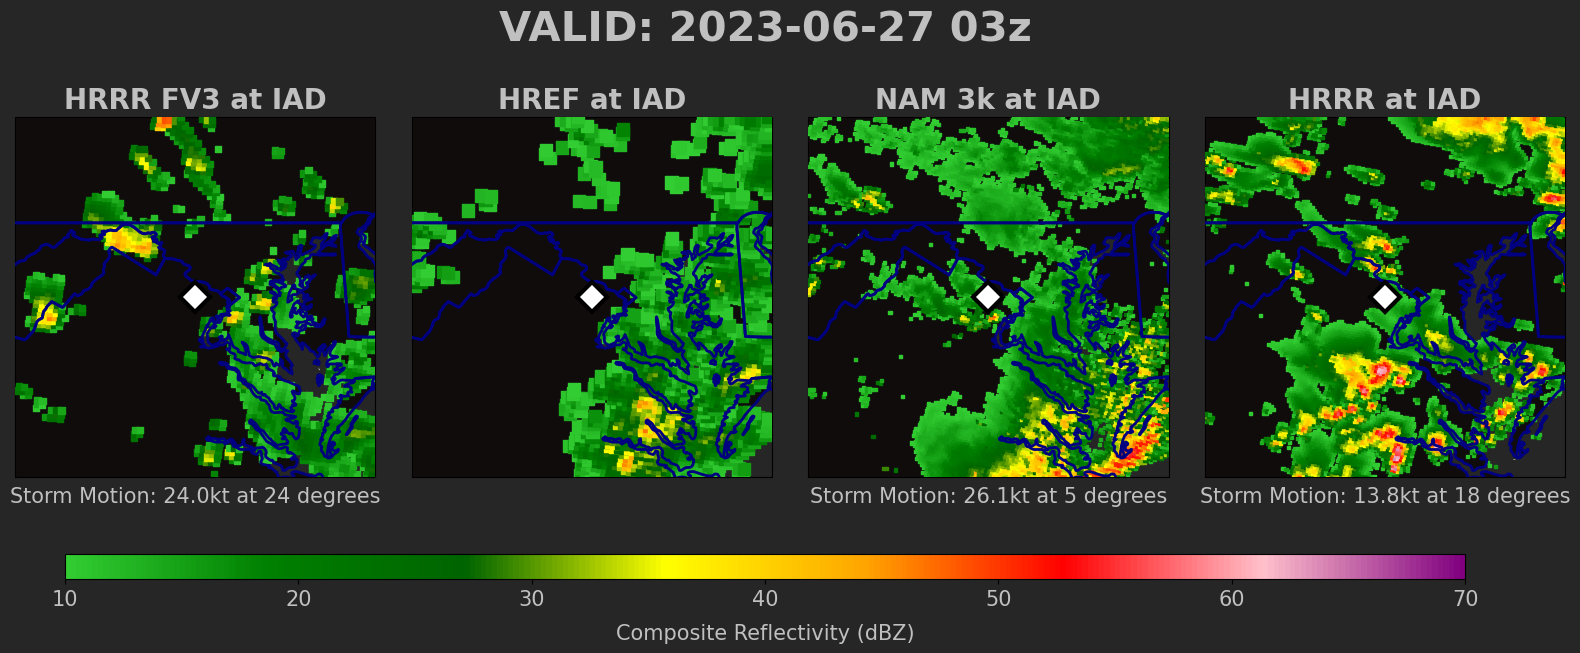 VALID: 2023-06-27 03z
HRRR FV3 at IAD
HREF at IAD
NAM 3k at IAD
HRRR at IAD
Storm Motion: 24.0kt at 24 degrees
Storm Motion: 26.1kt at 5 degrees
Storm Motion: 13.8kt at 18 degrees
10 20 30 40 50 60 70
Composite Reflectivity (dBZ)